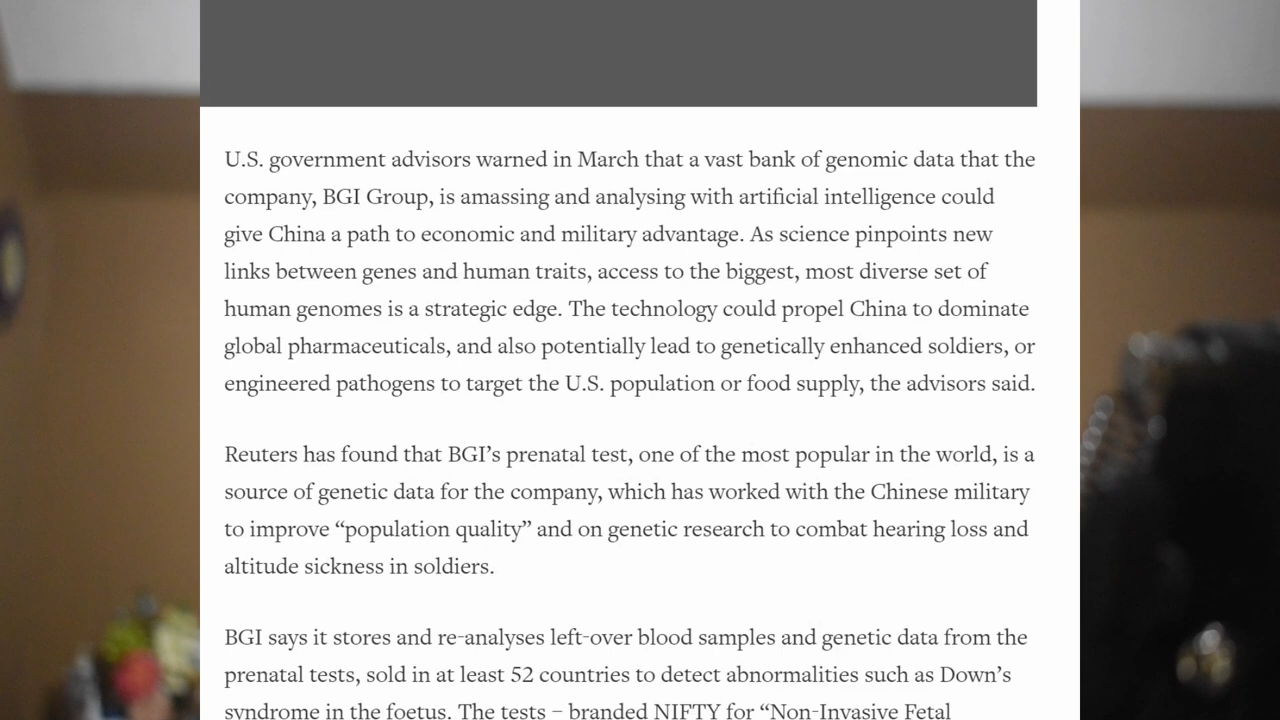 U.S. government advisors warned in March that a vast bank of genomic data that the
company, BGI Group, is amassing and analysing with artificial intelligence could
give China a path to economic and military advantage. As science pinpoints new
links between genes and human traits, access to the biggest, most diverse set of
human genomes is a strategic edge. The technology could propel China to dominate
global pharmaceuticals, and also potentially lead to genetically enhanced soldiers, or
engineered pathogens to target the U.S. population or food supply, the advisors said.
Reuters has found that BGI’s prenatal test, one of the most popular in the world, is a
source of genetic data for the company, which has worked with the Chinese military
to improve “population quality” and on genetic research to combat hearing loss and
altitude sickness in soldiers.
BGI says it stores and re-analyses left-over blood samples and genetic data from the
prenatal tests, sold in at least 52 countries to detect abnormalities such as Down’s
syndrome in the foetus. The tests – branded NIFTY for “Non-Invasive Fetal